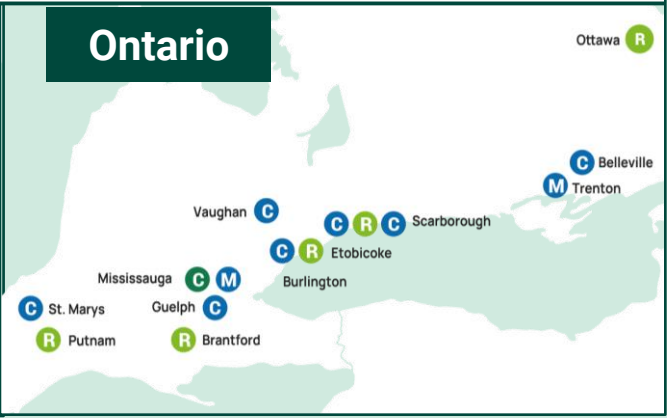 Ontario
Ottawa R
C Belleville
M Trenton
Vaughan C
C R C Scarborough
C R Etobicoke
Mississauga C M
Burlington
C St. Marys
Guelph C
R Putnam
R Brantford